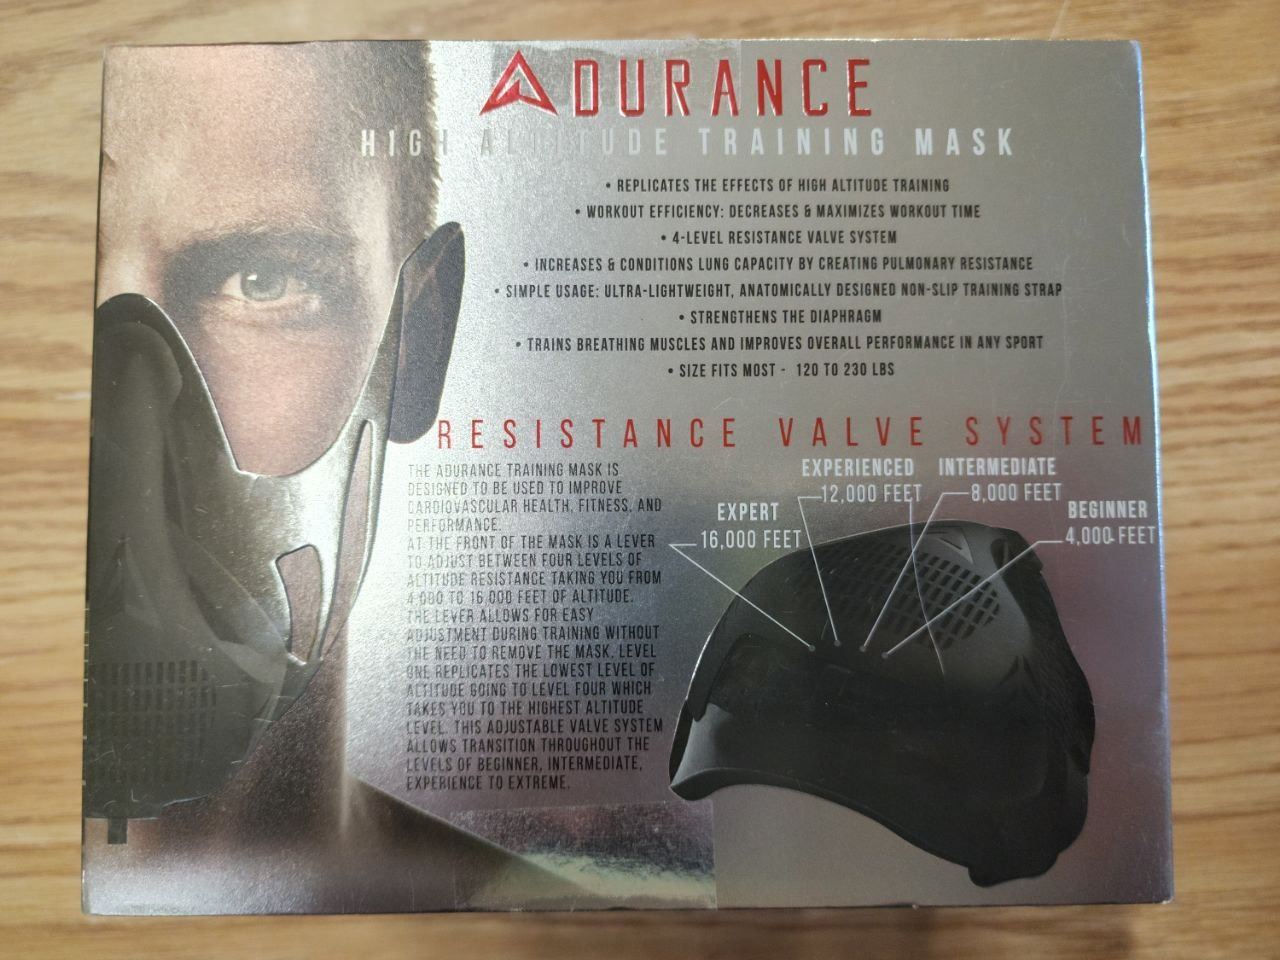 ADURANCE
HIGH ALTITUDE TRAINING MASK
• REPLICATES THE EFFECTS OF HIGH ALTITUDE TRAINING
• WORKOUT EFFICIENCY: DECREASES & MAXIMIZES WORKOUT TIME
• 4-LEVEL RESISTANCE VALVE SYSTEM
• INCREASES & CONDITIONS LUNG CAPACITY BY CREATING PULMONARY RESISTANCE
• SIMPLE USAGE: ULTRA-LIGHTWEIGHT, ANATOMICALLY DESIGNED NON-SLIP TRAINING STRAP
• STRENGTHENS THE DIAPHRAGM
• TRAINS BREATHING MUSCLES AND IMPROVES OVERALL PERFORMANCE IN ANY SPORT
• SIZE FITS MOST - 120 TO 230 LBS
RESISTANCE VALVE SYSTEM
THE ADURANCE TRAINING MASK IS
DESIGNED TO BE USED TO IMPROVE
CARDIOVASCULAR HEALTH, FITNESS, AND
PERFORMANCE.
AT THE FRONT OF THE MASK IS A LEVER
TO ADJUST BETWEEN FOUR LEVELS OF
ALTITUDE RESISTANCE TAKING YOU FROM
4,000 TO 16,000 FEET OF ALTITUDE.
THE LEVER ALLOWS FOR EASY
ADJUSTMENT DURING TRAINING WITHOUT
THE NEED TO REMOVE THE MASK. LEVEL
ONE REPLICATES THE LOWEST LEVEL OF
ALTITUDE GOING TO LEVEL FOUR WHICH
TAKES YOU TO THE HIGHEST ALTITUDE
LEVEL. THIS ADJUSTABLE VALVE SYSTEM
ALLOWS TRANSITION THROUGHOUT THE
LEVELS OF BEGINNER, INTERMEDIATE,
EXPERIENCE TO EXTREME.
EXPERT
16,000 FEET
EXPERIENCED
12,000 FEET
INTERMEDIATE
8,000 FEET
BEGINNER
4,000 FEET